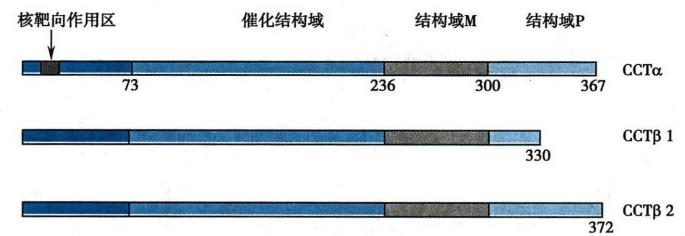 核靶向作用区 催化结构域 结构域M 结构域P
CCTα
73 236 300 367
CCTβ 1
330
CCTβ 2
372